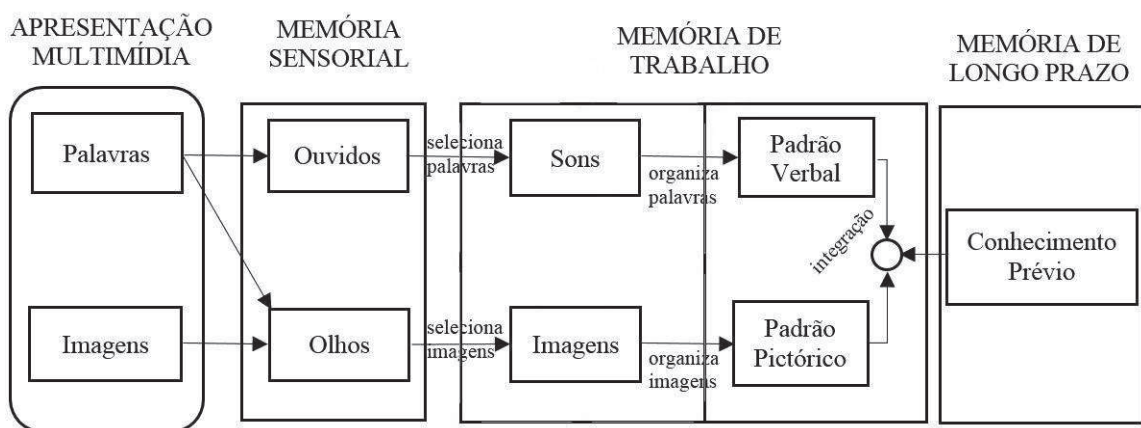 APRESENTAÇÃO
MULTIMÍDIA
MEMÓRIA
SENSORIAL
MEMÓRIA DE
TRABALHO
MEMÓRIA DE
LONGO PRAZO
Palavras
Ouvidos
seleciona
palavras
Sons
organiza
palavras
Padrão
Verbal
integração
Conhecimento
Prévio
Imagens
Olhos
seleciona
imagens
Imagens
organiza
imagens
Padrão
Pictórico